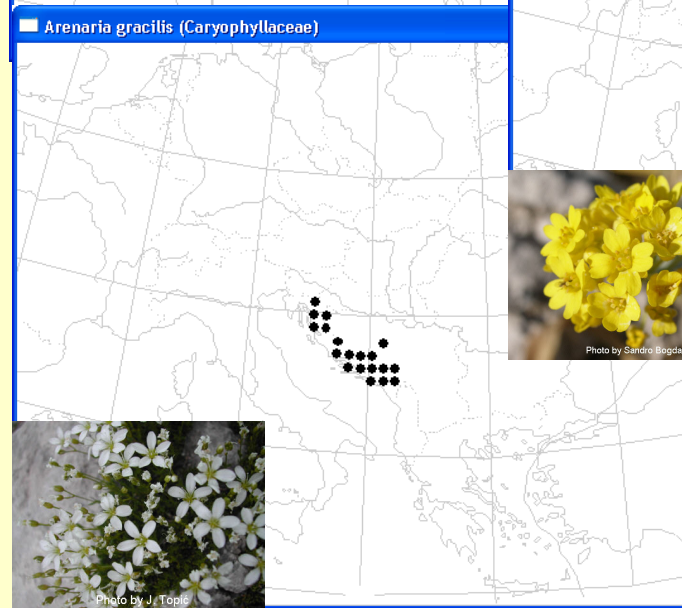 Arenaria gracilis (Caryophyllaceae)
Photo by Sandro Bogda
Photo by J. Topić